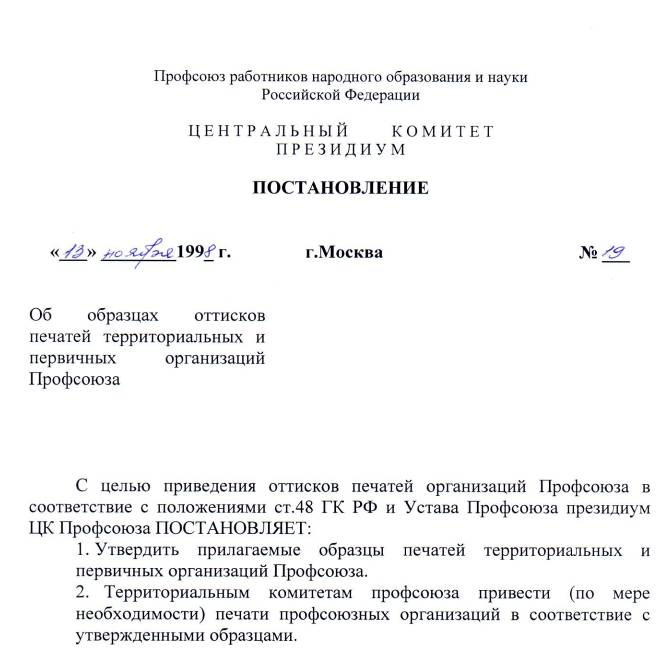 Профсоюз работников народного образования и науки
Российской Федерации
ЦЕНТРАЛЬНЫЙ КОМИТЕТ
ПРЕЗИДИУМ
ПОСТАНОВЛЕНИЕ
«13» ноября 1998 г. г.Москва № 19
Об образцах оттисков
печатей территориальных и
первичных организаций
Профсоюза
С целью приведения оттисков печатей организаций Профсоюза в
соответствие с положениями ст.48 ГК РФ и Устава Профсоюза президиум
ЦК Профсоюза ПОСТАНОВЛЯЕТ:
1. Утвердить прилагаемые образцы печатей территориальных и
первичных организаций Профсоюза.
2. Территориальным комитетам профсоюза привести (по мере
необходимости) печати профсоюзных организаций в соответствие с
утвержденными образцами.